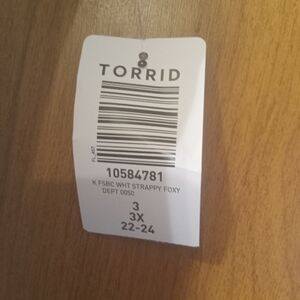 TORRID
10584781
K FSBC WHT STRAPPY FOXY
DEPT 0050
3
3X
22-24